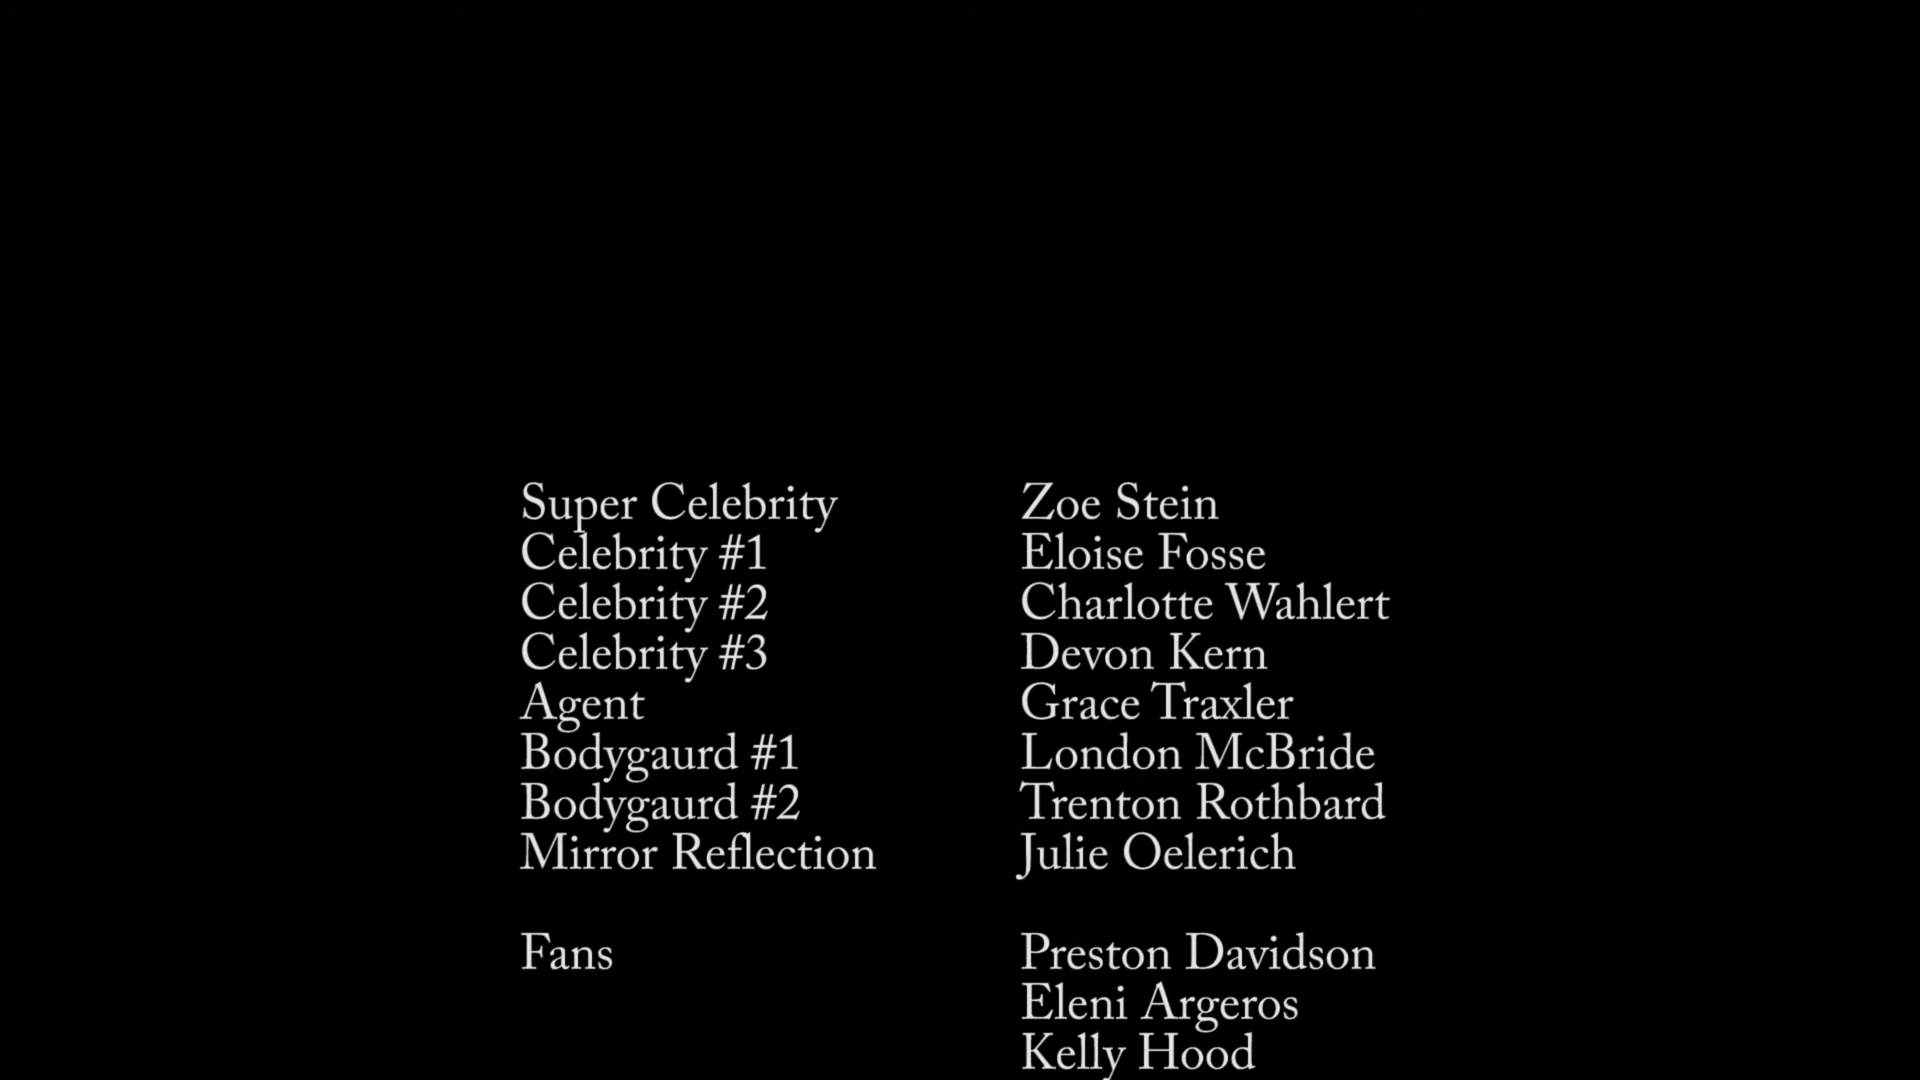 Super Celebrity Zoe Stein
Celebrity #1 Eloise Fosse
Celebrity #2 Charlotte Wahlert
Celebrity #3 Devon Kern
Agent Grace Traxler
Bodygaurd #1 London McBride
Bodygaurd #2 Trenton Rothbard
Mirror Reflection Julie Oelerich
Fans Preston Davidson
Eleni Argeros
Kelly Hood